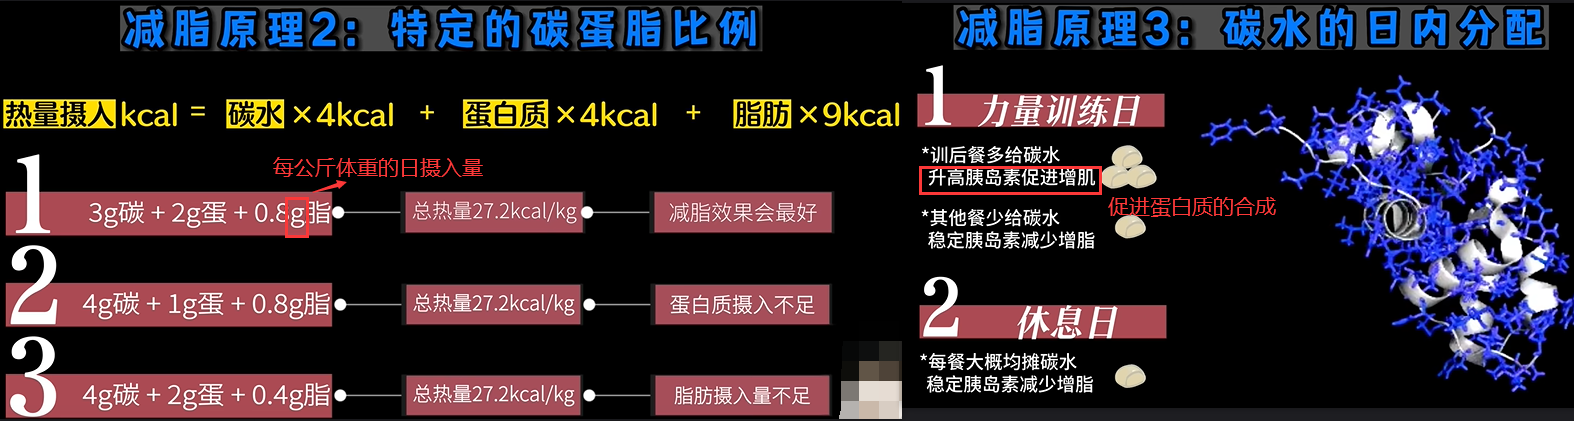 减脂原理2：特定的碳蛋脂比例
热量摄入kcal = 碳水×4kcal + 蛋白质×4kcal + 脂肪×9kcal
每公斤体重的日摄入量
1 3g碳 + 2g蛋 + 0.8g脂 总热量27.2kcal/kg 减脂效果会最好
2 4g碳 + 1g蛋 + 0.8g脂 总热量27.2kcal/kg 蛋白质摄入不足
3 4g碳 + 2g蛋 + 0.4g脂 总热量27.2kcal/kg 脂肪摄入量不足
减脂原理3：碳水的日内分配
1 力量训练日
*训后餐多给碳水
升高胰岛素促进增肌
促进蛋白质的合成
*其他餐少给碳水
稳定胰岛素减少增脂
2 休息日
*每餐大概均摊碳水
稳定胰岛素减少增脂